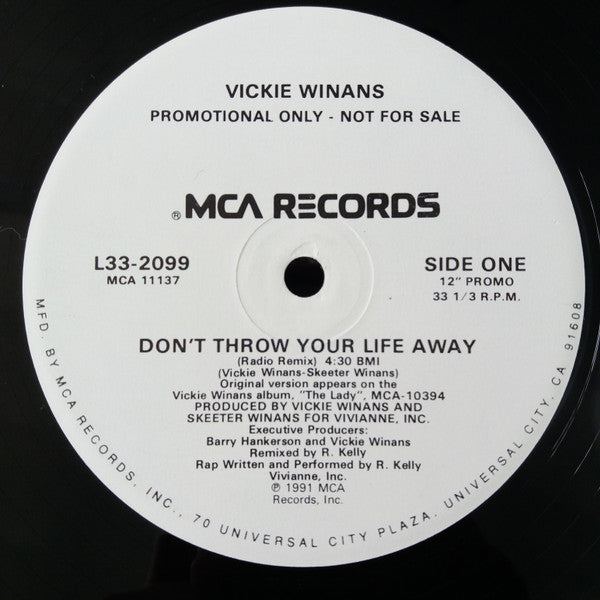 VICKIE WINANS
PROMOTIONAL ONLY - NOT FOR SALE
® MCA RECORDS
L33-2099
MCA 11137
SIDE ONE
12" PROMO
33 1/3 R.P.M.
DON'T THROW YOUR LIFE AWAY
(Radio Remix) 4:30 BMI
(Vickie Winans-Skeeter Winans)
Original version appears on the
Vickie Winans album, "The Lady", MCA-10394
PRODUCED BY VICKIE WINANS AND
SKEETER WINANS FOR VIVIANNE, INC.
Executive Producers:
Barry Hankerson and Vickie Winans
Remixed by R. Kelly
Rap Written and Performed by R. Kelly
Vivianne, Inc.
℗ 1991 MCA
Records, Inc.
MFD. BY MCA RECORDS, INC., 70 UNIVERSAL CITY PLAZA, UNIVERSAL CITY, CA 91608